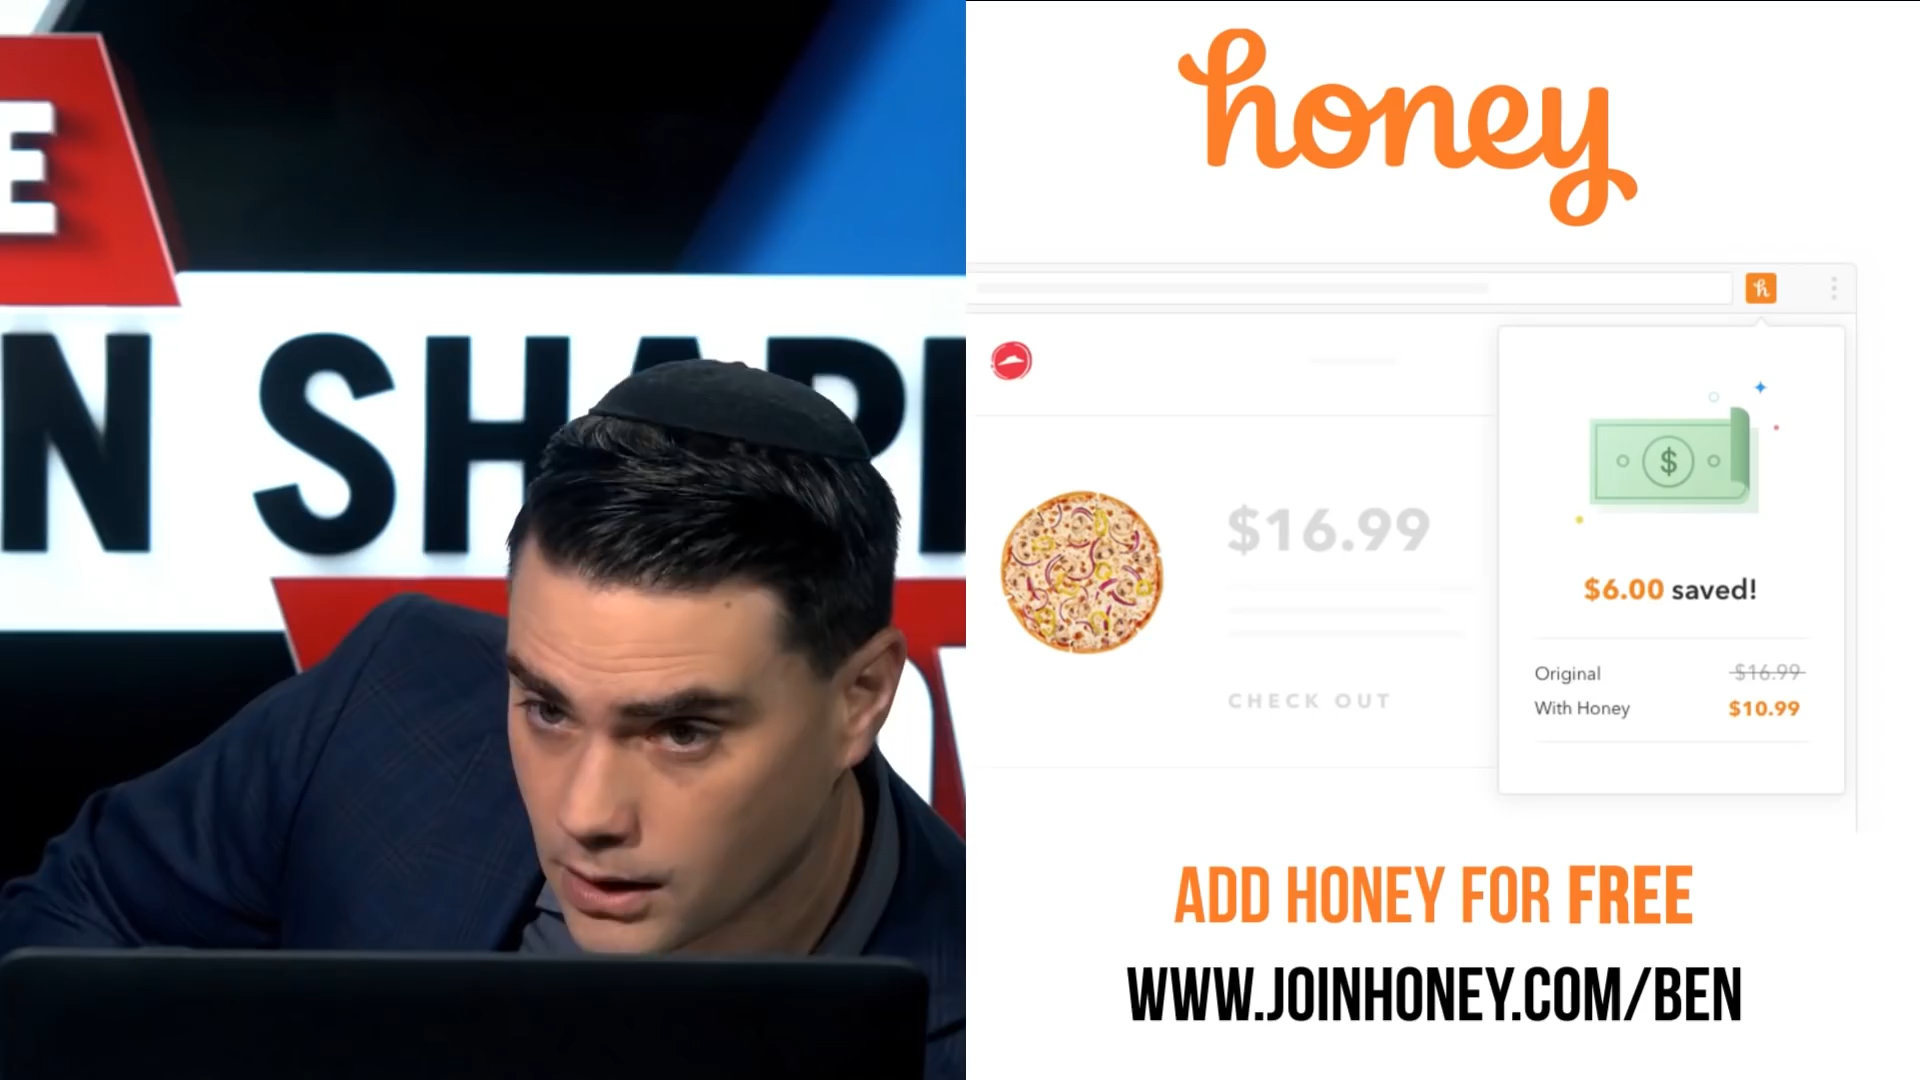 E
N SHAPI
honey
h
$16.99
CHECK OUT
$
$6.00 saved!
Original $16.99
With Honey $10.99
ADD HONEY FOR FREE
WWW.JOINHONEY.COM/BEN